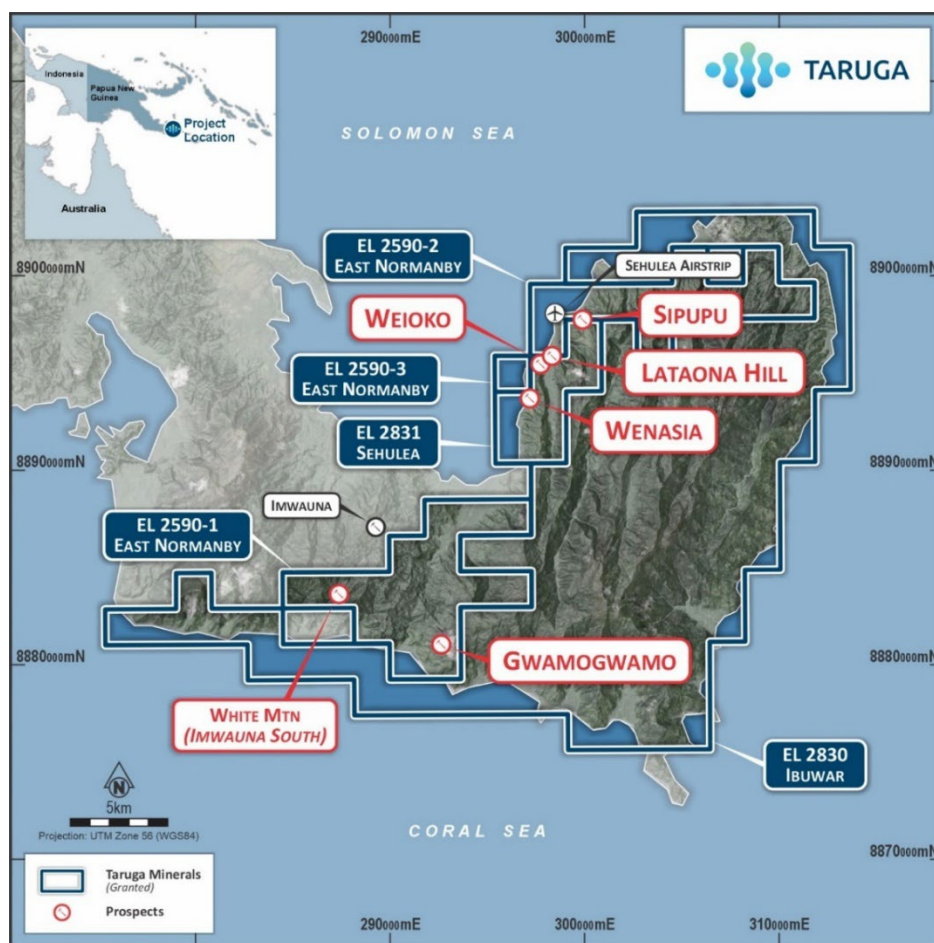 290000mE
300000mE
TARUGA
Indonesia
Papua New
Guinea
Project
Location
Australia
SOLOMON SEA
EL 2590-2
EAST NORMANBY
SEHULEA AIRSTRIP
8900000mN
8900000mN
WEIOKO
SIPUPU
EL 2590-3
EAST NORMANBY
LATAONA HILL
WENASIA
EL 2831
SEHULEA
8890000mN
8890000mN
IMWAUNA
EL 2590-1
EAST NORMANBY
8880000mN
8880000mN
GWAMOGWAMO
WHITE MTN
(IMWAUNA SOUTH)
EL 2830
IBUWAR
N
5km
Projection: UTM Zone 56 (WGS84)
CORAL SEA
8870000mN
Taruga Minerals
(Granted)
Prospects
290000mE
300000mE
310000mE